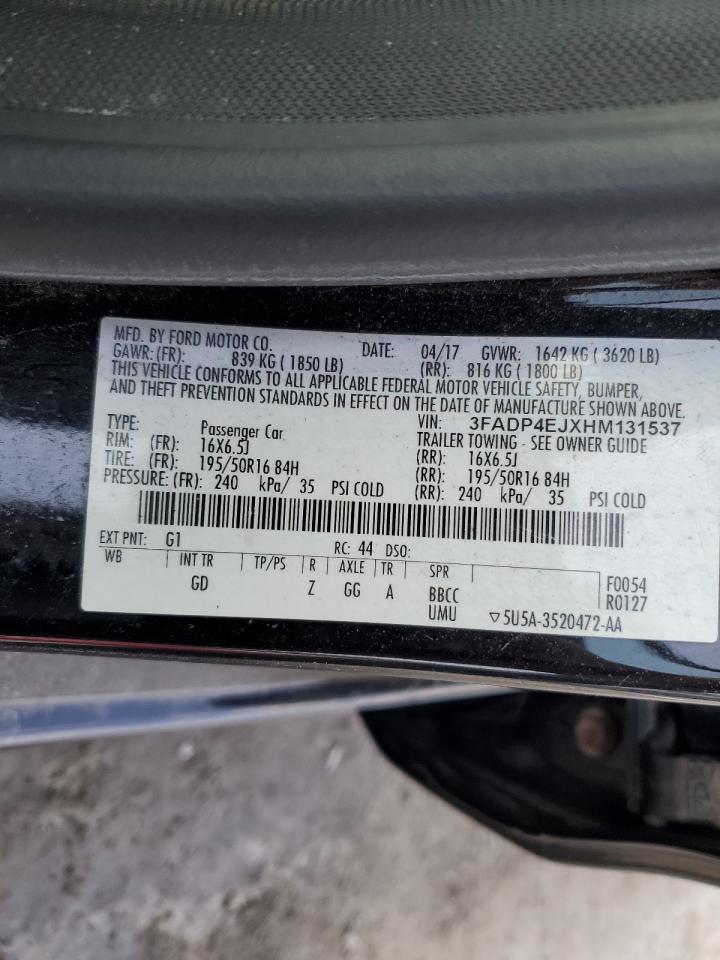 MFD. BY FORD MOTOR CO. DATE: 04/17 GVWR: 1642 KG ( 3620 LB)
GAWR: (FR): 839 KG ( 1850 LB) (RR): 816 KG ( 1800 LB)
THIS VEHICLE CONFORMS TO ALL APPLICABLE FEDERAL MOTOR VEHICLE SAFETY, BUMPER,
AND THEFT PREVENTION STANDARDS IN EFFECT ON THE DATE OF MANUFACTURE SHOWN ABOVE.
VIN: 3FADP4EJXHM131537
TYPE: Passenger Car TRAILER TOWING - SEE OWNER GUIDE
RIM: (FR): 16X6.5J (RR): 16X6.5J
TIRE: (FR): 195/50R16 84H (RR): 195/50R16 84H
PRESSURE: (FR): 240 kPa/ 35 PSI COLD (RR): 240 kPa/ 35 PSI COLD
EXT PNT: G1 RC: 44 DSO:
WB INT TR TP/PS R AXLE TR SPR F0054
GD Z GG A BBCC R0127
UMU ▽5U5A-3520472-AA